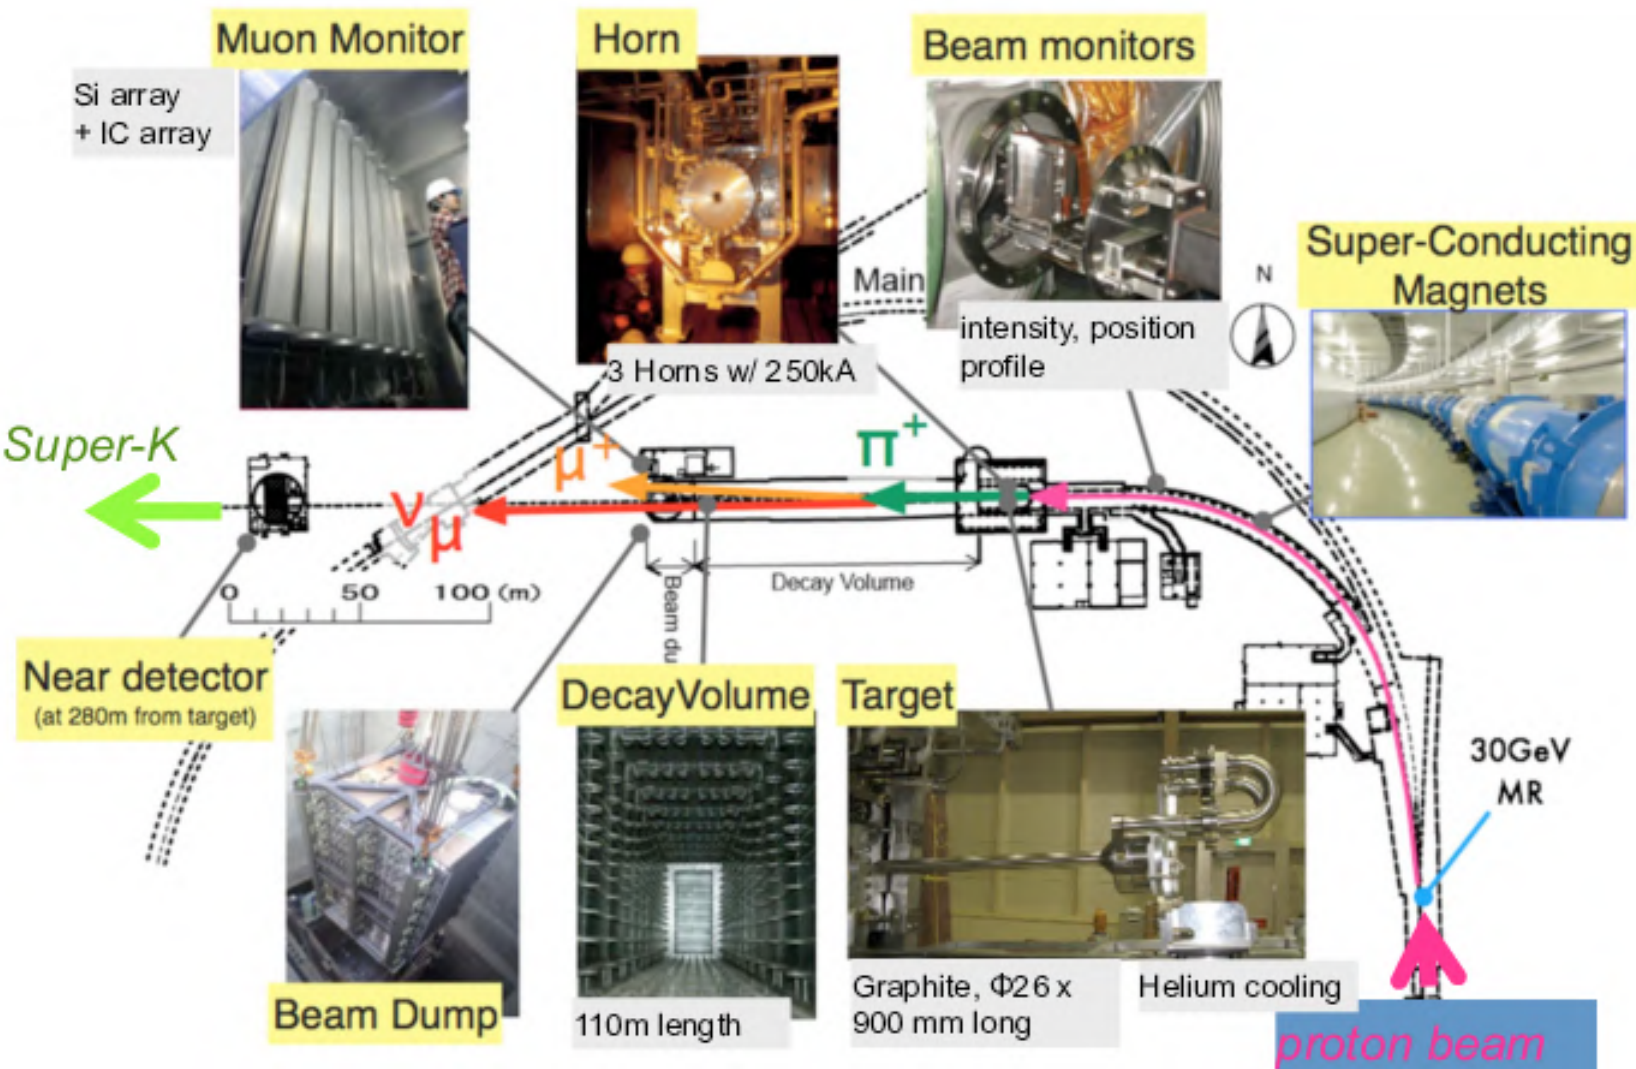 Muon Monitor
Si array
+ IC array
Horn
3 Horns w/ 250kA
Beam monitors
intensity, position
profile
Main
N
Super-Conducting
Magnets
Super-K
μ+
π+
ν
μ
0 50 100 (m)
Beam du
Decay Volume
Near detector
(at 280m from target)
Beam Dump
DecayVolume
110m length
Target
Graphite, Φ26 x
900 mm long
Helium cooling
30GeV
MR
proton beam